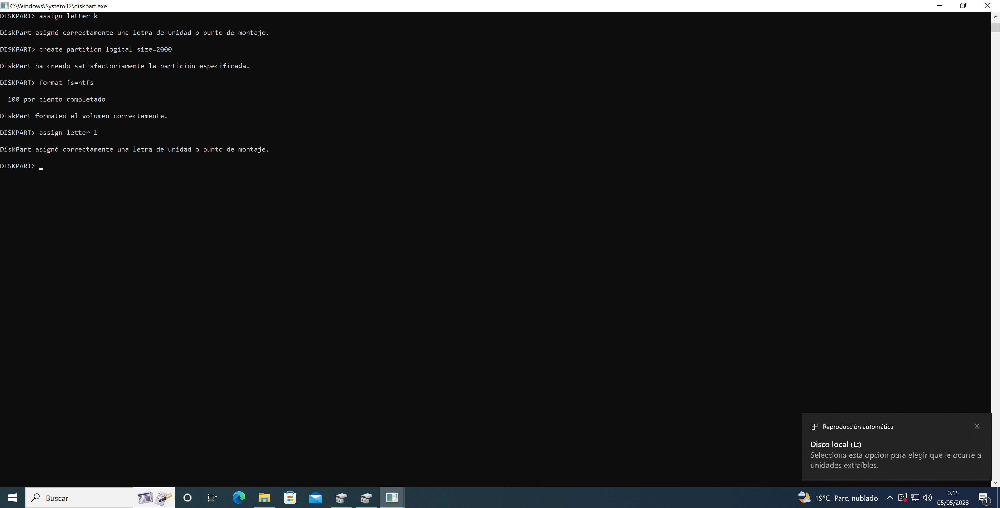 C:\Windows\System32\diskpart.exe
DISKPART> assign letter k
DiskPart asignó correctamente una letra de unidad o punto de montaje.
DISKPART> create partition logical size=2000
DiskPart ha creado satisfactoriamente la partición especificada.
DISKPART> format fs=ntfs
100 por ciento completado
DiskPart formateó el volumen correctamente.
DISKPART> assign letter l
DiskPart asignó correctamente una letra de unidad o punto de montaje.
DISKPART>
Reproducción automática
Disco local (L:)
Selecciona esta opción para elegir qué le ocurre a
unidades extraíbles.
Buscar
19°C Parc. nublado
0:15
05/05/2023
1